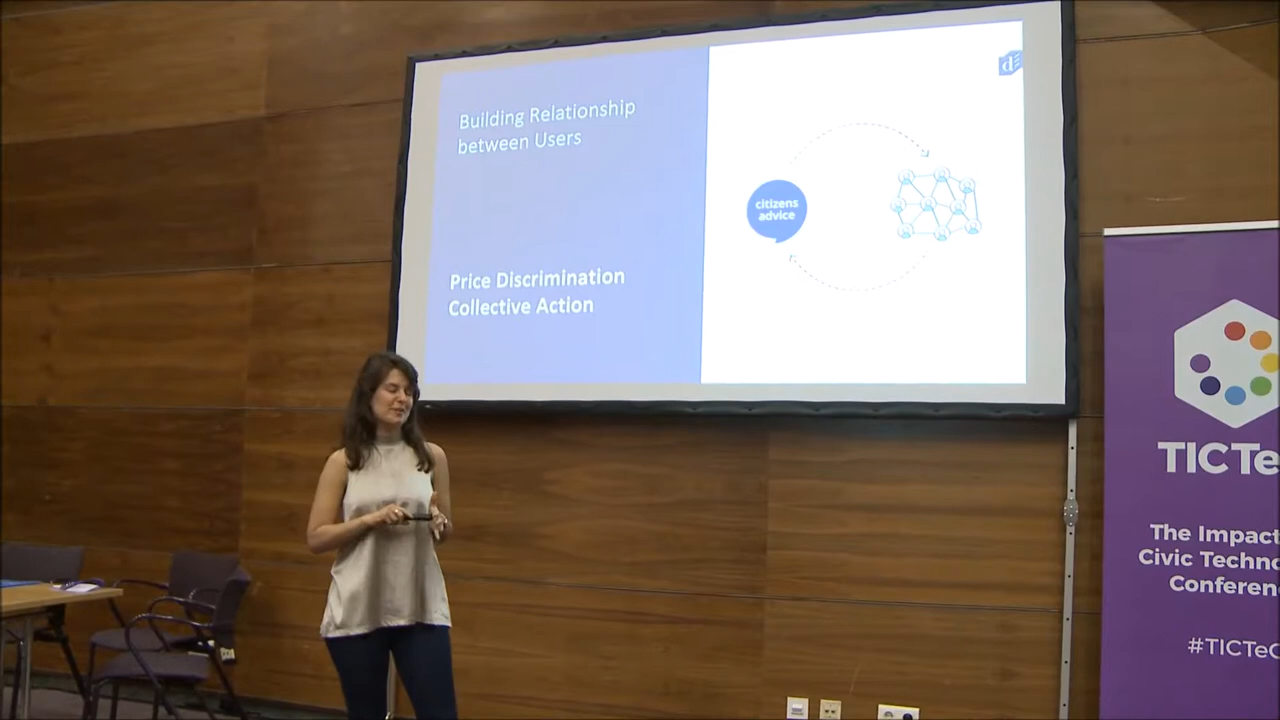 Building Relationship
between Users
Price Discrimination
Collective Action
citizens
advice
d
TICTe
The Impact
Civic Techno
Conferen
#TICTeC